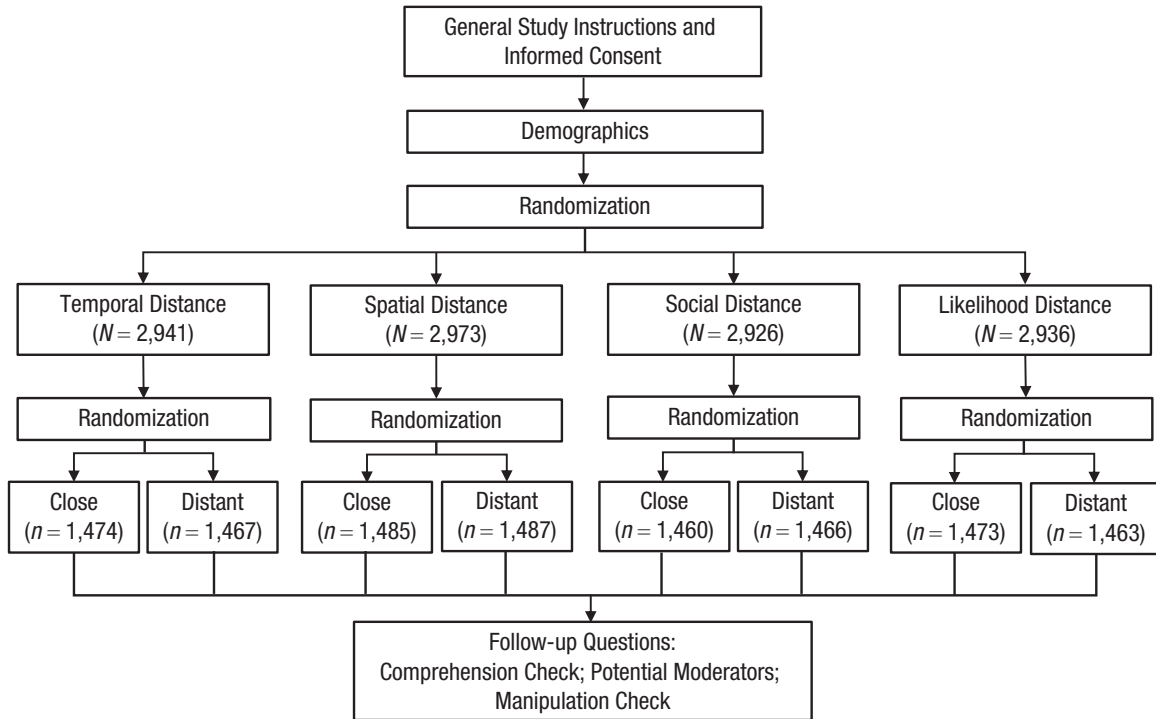 General Study Instructions and
Informed Consent
Demographics
Randomization
Temporal Distance
(N = 2,941)
Spatial Distance
(N = 2,973)
Social Distance
(N = 2,926)
Likelihood Distance
(N = 2,936)
Randomization
Randomization
Randomization
Randomization
Close
(n = 1,474)
Distant
(n = 1,467)
Close
(n = 1,485)
Distant
(n = 1,487)
Close
(n = 1,460)
Distant
(n = 1,466)
Close
(n = 1,473)
Distant
(n = 1,463)
Follow-up Questions:
Comprehension Check; Potential Moderators;
Manipulation Check